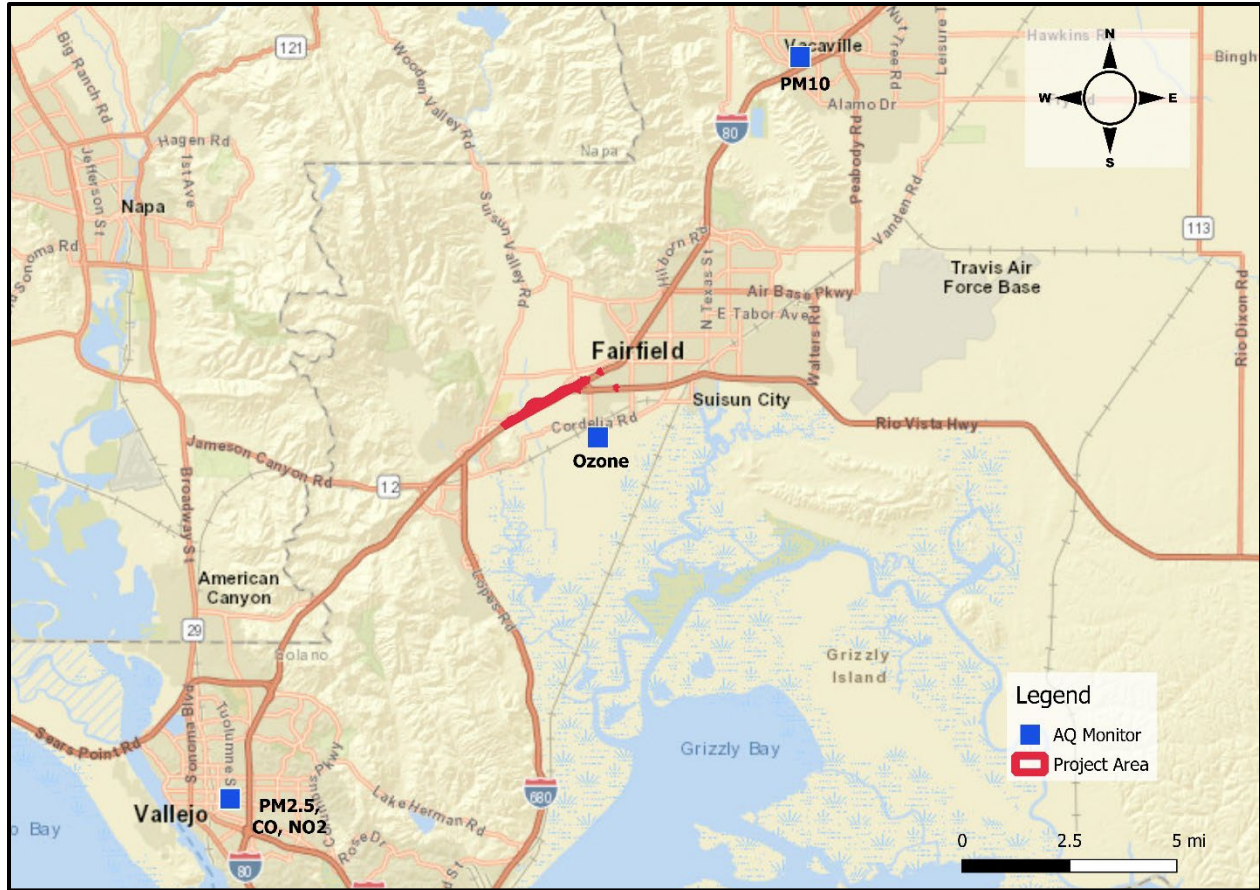 Big Ranch Rd
121
Wooden Valley Rd
Vacaville
PM10
Nut Tree Rd
Leisure T
Hawkins R
Bingh
N
W
E
S
Alamo Dr
80
Hagen Rd
1st Ave
Jefferson St
Napa
Napa
Peabody Rd
Suisun Valley Rd
Vanden Rd
113
Sonoma Rd
Hilborn Rd
N Texas St
Travis Air
Force Base
Air Base Pkwy
E Tabor Ave
Walters Rd
Rio Dixon Rd
Fairfield
Suisun City
Cordelia Rd
Rio Vista Hwy
Ozone
Jameson Canyon Rd
12
Broadway St
American
Canyon
Lopes Rd
29
Solano
Grizzly
Island
Legend
AQ Monitor
Project Area
Sears Point Rd
Tuolumne S
Grizzly Bay
PM2.5,
CO, NO2
Vallejo
Lake Herman Rd
680
Rose Dr
o Bay
80
0 2.5 5 mi